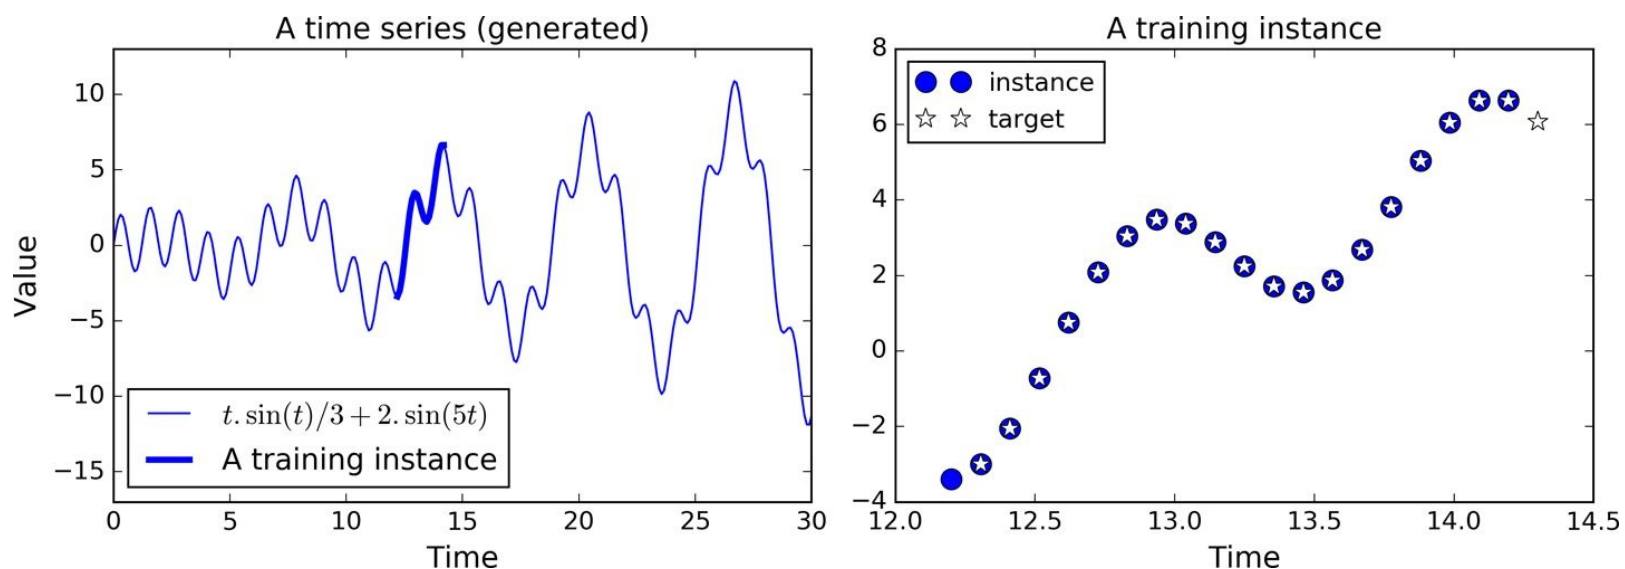 A time series (generated)
10
5
0
−5
−10
−15
Value
t. sin(t)/3 + 2. sin(5t)
A training instance
0 5 10 15 20 25 30
Time
A training instance
8
6
4
2
0
−2
−4
instance
target
12.0 12.5 13.0 13.5 14.0 14.5
Time